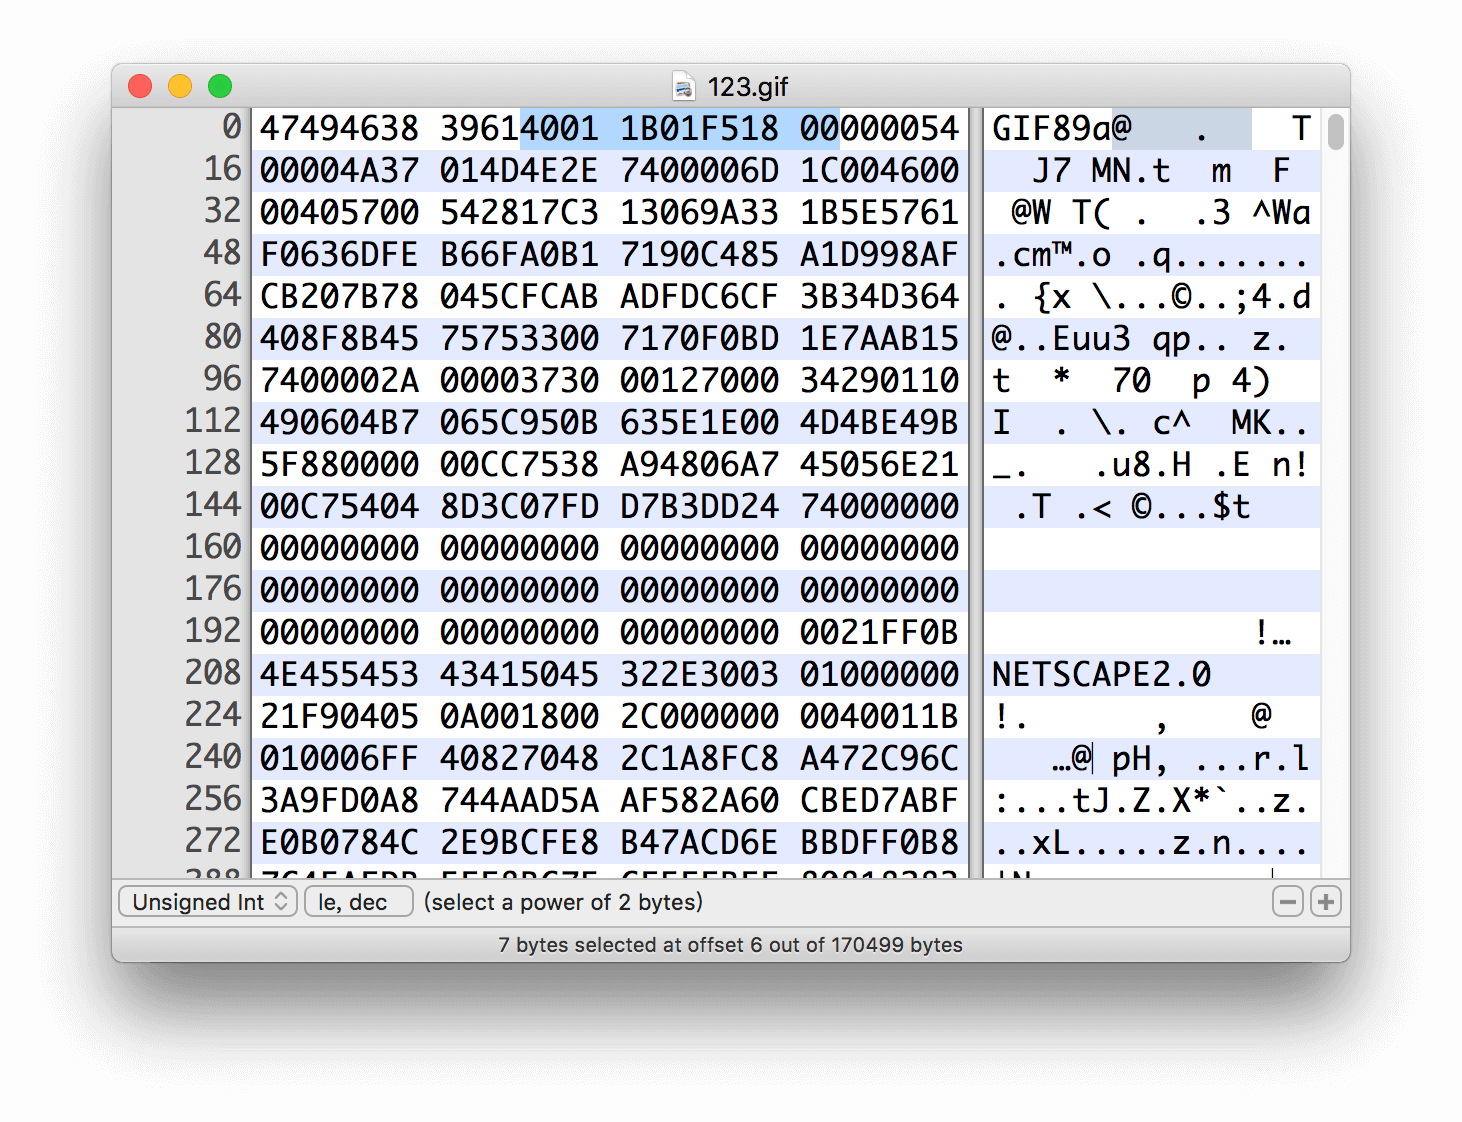 123.gif
0 47494638 39614001 1B01F518 00000054 GIF89a@ . T
16 00004A37 014D4E2E 7400006D 1C004600 J7 MN.t m F
32 00405700 542817C3 13069A33 1B5E5761 @W T( . .3 ^Wa
48 F0636DFE B66FA0B1 7190C485 A1D998AF .cm™.o .q.......
64 CB207B78 045CFCAB ADFDC6CF 3B34D364 . {x \...©..;4.d
80 408F8B45 75753300 7170F0BD 1E7AAB15 @..Euu3 qp.. z.
96 7400002A 00003730 00127000 34290110 t * 70 p 4)
112 490604B7 065C950B 635E1E00 4D4BE49B I . \. c^ MK..
128 5F880000 00CC7538 A94806A7 45056E21 _. .u8.H .E n!
144 00C75404 8D3C07FD D7B3DD24 74000000 .T .< ©...$t
160 00000000 00000000 00000000 00000000
176 00000000 00000000 00000000 00000000
192 00000000 00000000 00000000 0021FF0B !…
208 4E455453 43415045 322E3003 01000000 NETSCAPE2.0
224 21F90405 0A001800 2C000000 0040011B !. , @
240 010006FF 40827048 2C1A8FC8 A472C96C …@ pH, ...r.l
256 3A9FD0A8 744AAD5A AF582A60 CBED7ABF :...tJ.Z.X*`..z.
272 E0B0784C 2E9BCFE8 B47ACD6E BBDFF0B8 ..xL.....z.n....
Unsigned Int le, dec (select a power of 2 bytes)
7 bytes selected at offset 6 out of 170499 bytes